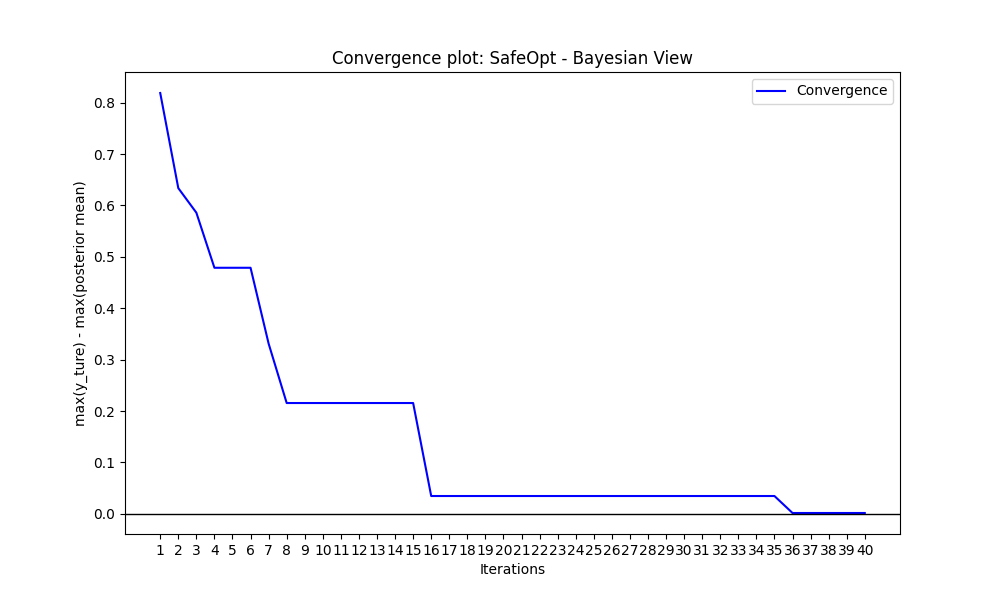 Convergence plot: SafeOpt - Bayesian View
Convergence
max(y_ture) - max(posterior mean)
0.8
0.7
0.6
0.5
0.4
0.3
0.2
0.1
0.0
1 2 3 4 5 6 7 8 9 10 11 12 13 14 15 16 17 18 19 20 21 22 23 24 25 26 27 28 29 30 31 32 33 34 35 36 37 38 39 40
Iterations